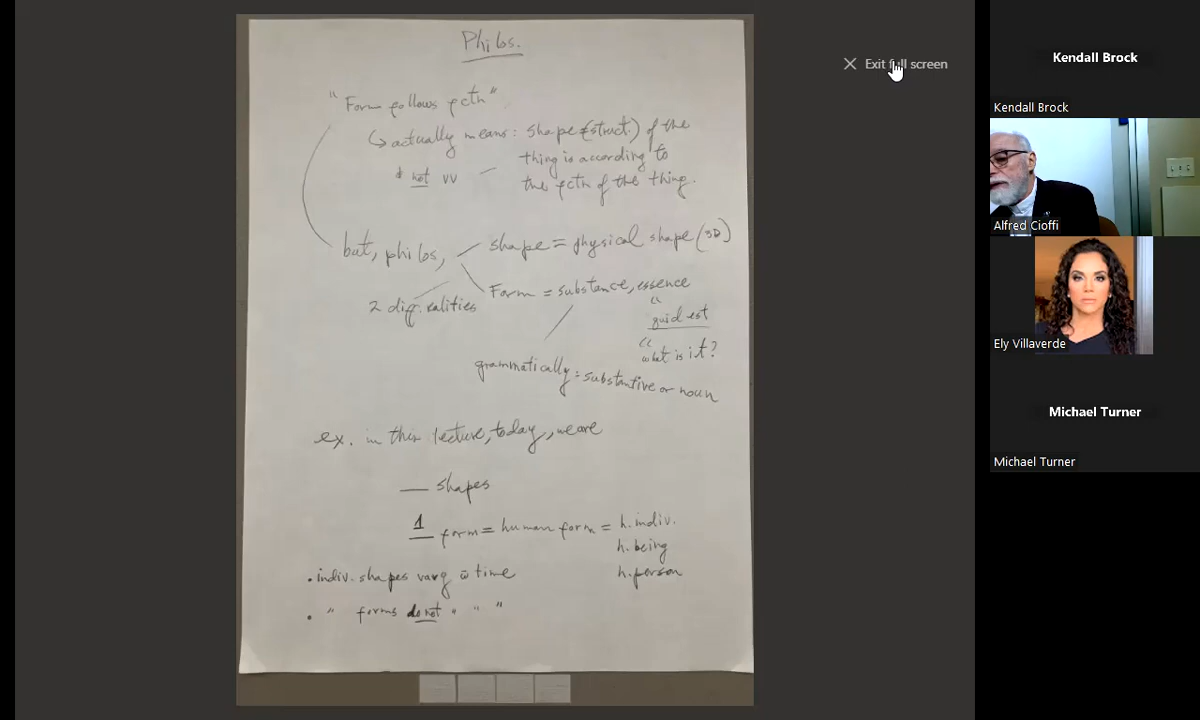 Philos.
"Form follows fctn"
↳ actually means: shape (struct.) of the
thing is according to
& not vv — the fctn of the thing.
but, philos, shape = physical shape (3D)
2 diff. realities Form = substance, essence
"quid est
"what is it?
grammatically = substantive or noun
ex. in this lecture, today, we are
__ shapes
1 form = human form = h. indiv.
h. being
h. person
• indiv. shapes vary w̄ time
• " forms do not " " "
Exit full screen
Kendall Brock
Kendall Brock
Alfred Cioffi
Ely Villaverde
Michael Turner
Michael Turner